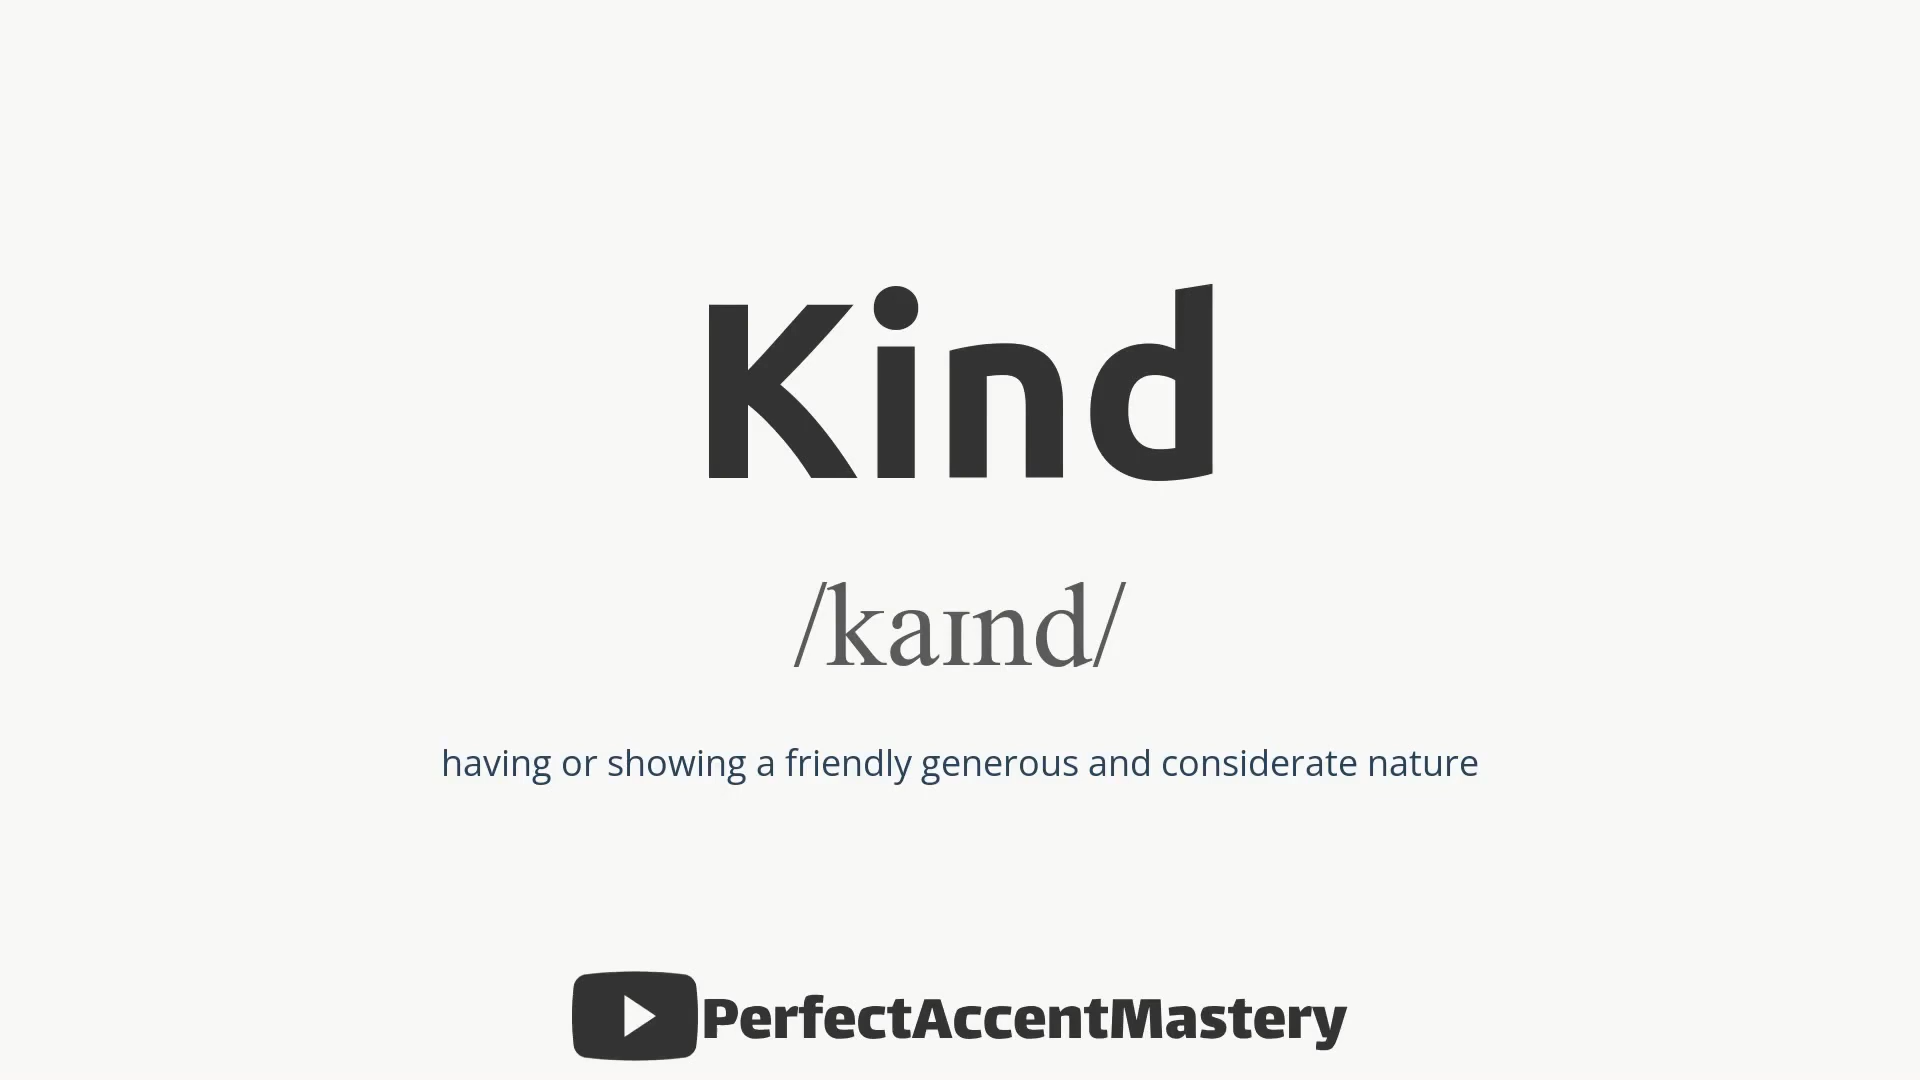 Kind
/kaɪnd/
having or showing a friendly generous and considerate nature
PerfectAccentMastery